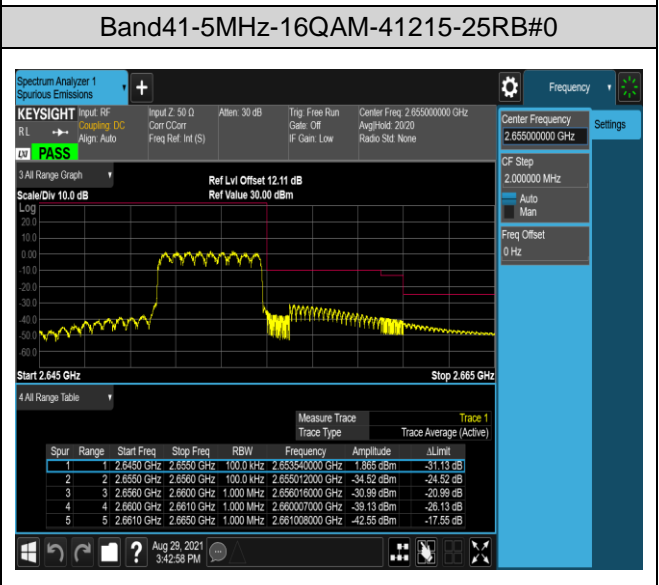 Band41-5MHz-16QAM-41215-25RB#0
Spectrum Analyzer 1
Spurious Emissions
+
Frequency
KEYSIGHT Input: RF Input Z: 50 Ω Atten: 30 dB Trig: Free Run Center Freq: 2.655000000 GHz
RL Coupling: DC Corr CCorr Gate: Off Avg|Hold: 20/20
Align: Auto Freq Ref: Int (S) IF Gain: Low Radio Std: None
LXI PASS
Center Frequency
2.655000000 GHz
Settings
CF Step
2.000000 MHz
Auto
Man
Freq Offset
0 Hz
3 All Range Graph
Ref Lvl Offset 12.11 dB
Scale/Div 10.0 dB Ref Value 30.00 dBm
Log
20.0
10.0
0.00
-10.0
-20.0
-30.0
-40.0
-50.0
-60.0
Start 2.645 GHz Stop 2.665 GHz
4 All Range Table
Measure Trace Trace 1
Trace Type Trace Average (Active)
Spur Range Start Freq Stop Freq RBW Frequency Amplitude ΔLimit
1 1 2.6450 GHz 2.6550 GHz 100.0 kHz 2.653540000 GHz 1.865 dBm -31.13 dB
2 2 2.6550 GHz 2.6560 GHz 100.0 kHz 2.655012000 GHz -34.52 dBm -24.52 dB
3 3 2.6560 GHz 2.6600 GHz 1.000 MHz 2.656016000 GHz -30.99 dBm -20.99 dB
4 4 2.6600 GHz 2.6610 GHz 1.000 MHz 2.660007000 GHz -39.13 dBm -26.13 dB
5 5 2.6610 GHz 2.6650 GHz 1.000 MHz 2.661008000 GHz -42.55 dBm -17.55 dB
? Aug 29, 2021
3:42:58 PM